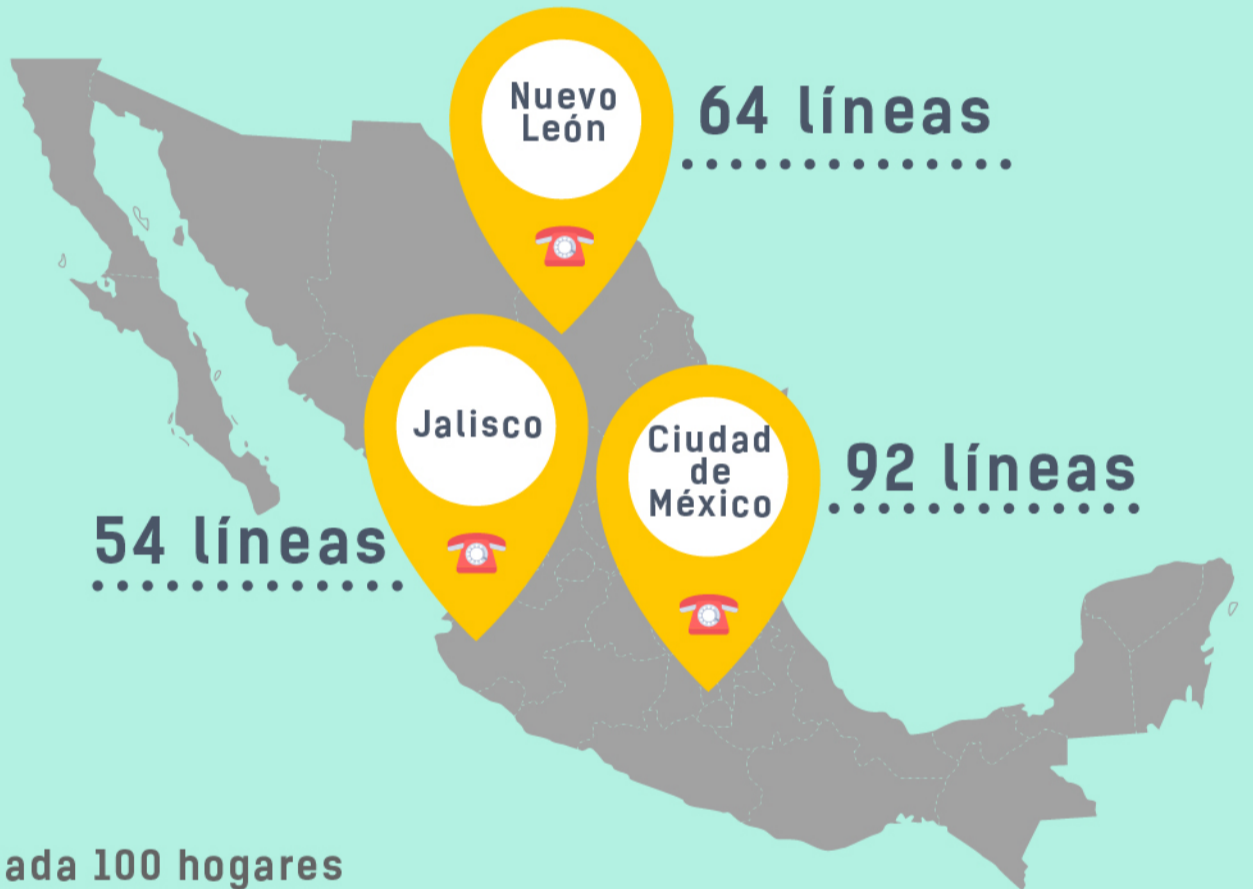 Nuevo
León
64 líneas
Jalisco
54 líneas
Ciudad
de
México
92 líneas
ada 100 hogares